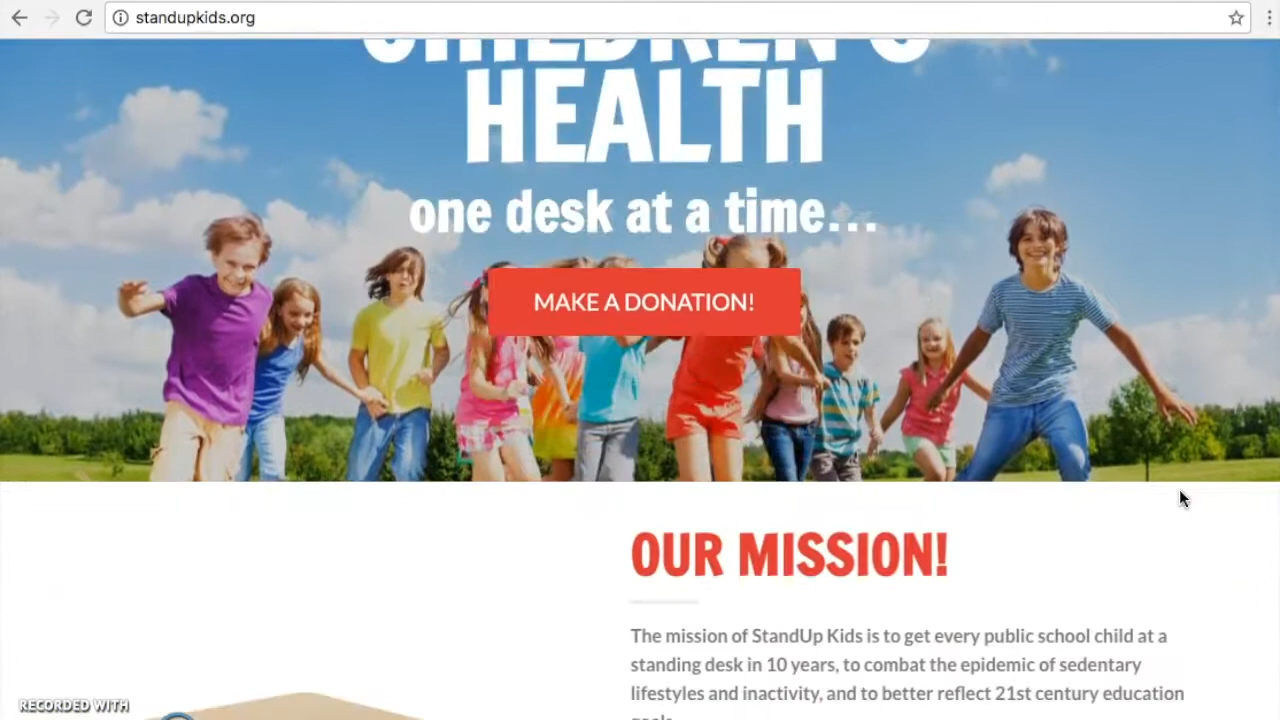 standupkids.org
CHILDREN'S
HEALTH
one desk at a time...
MAKE A DONATION!
OUR MISSION!
The mission of StandUp Kids is to get every public school child at a
standing desk in 10 years, to combat the epidemic of sedentary
lifestyles and inactivity, and to better reflect 21st century education
goals.
RECORDED WITH